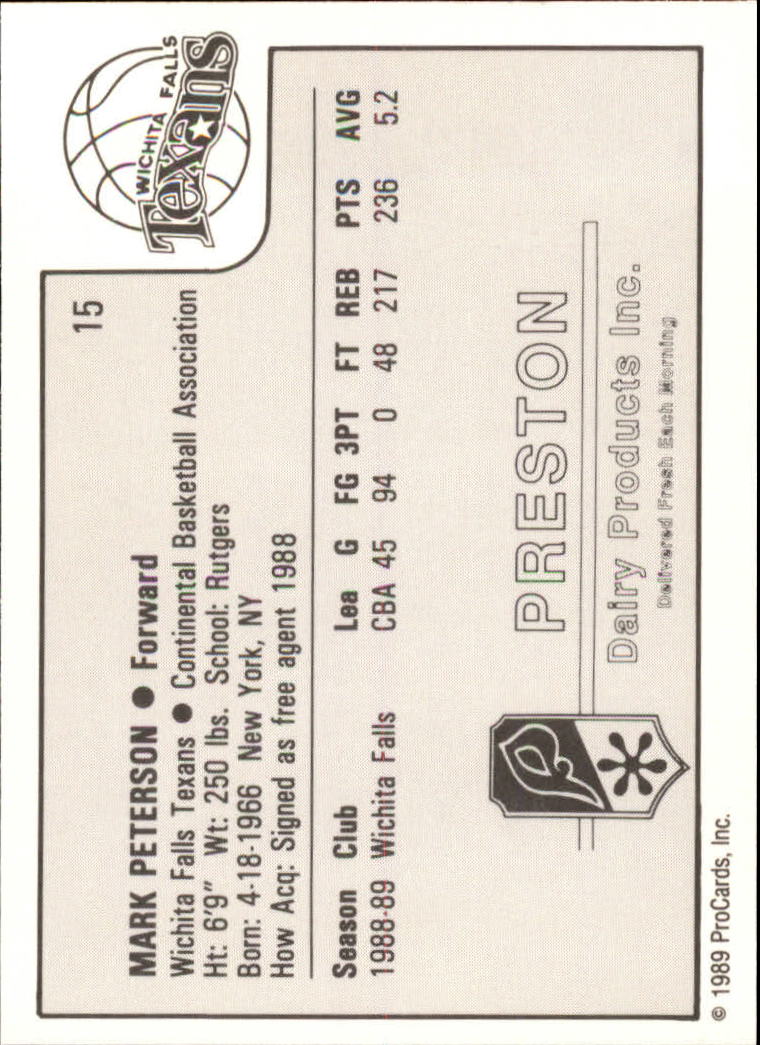 WICHITA FALLS
Texans
15
MARK PETERSON ● Forward
Wichita Falls Texans ● Continental Basketball Association
Ht: 6'9" Wt: 250 lbs. School: Rutgers
Born: 4-18-1966 New York, NY
How Acq: Signed as free agent 1988
Season Club Lea G FG 3PT FT REB PTS AVG
1988-89 Wichita Falls CBA 45 94 0 48 217 236 5.2
PRESTON
Dairy Products Inc.
Delivered Fresh Each Morning
© 1989 ProCards, Inc.